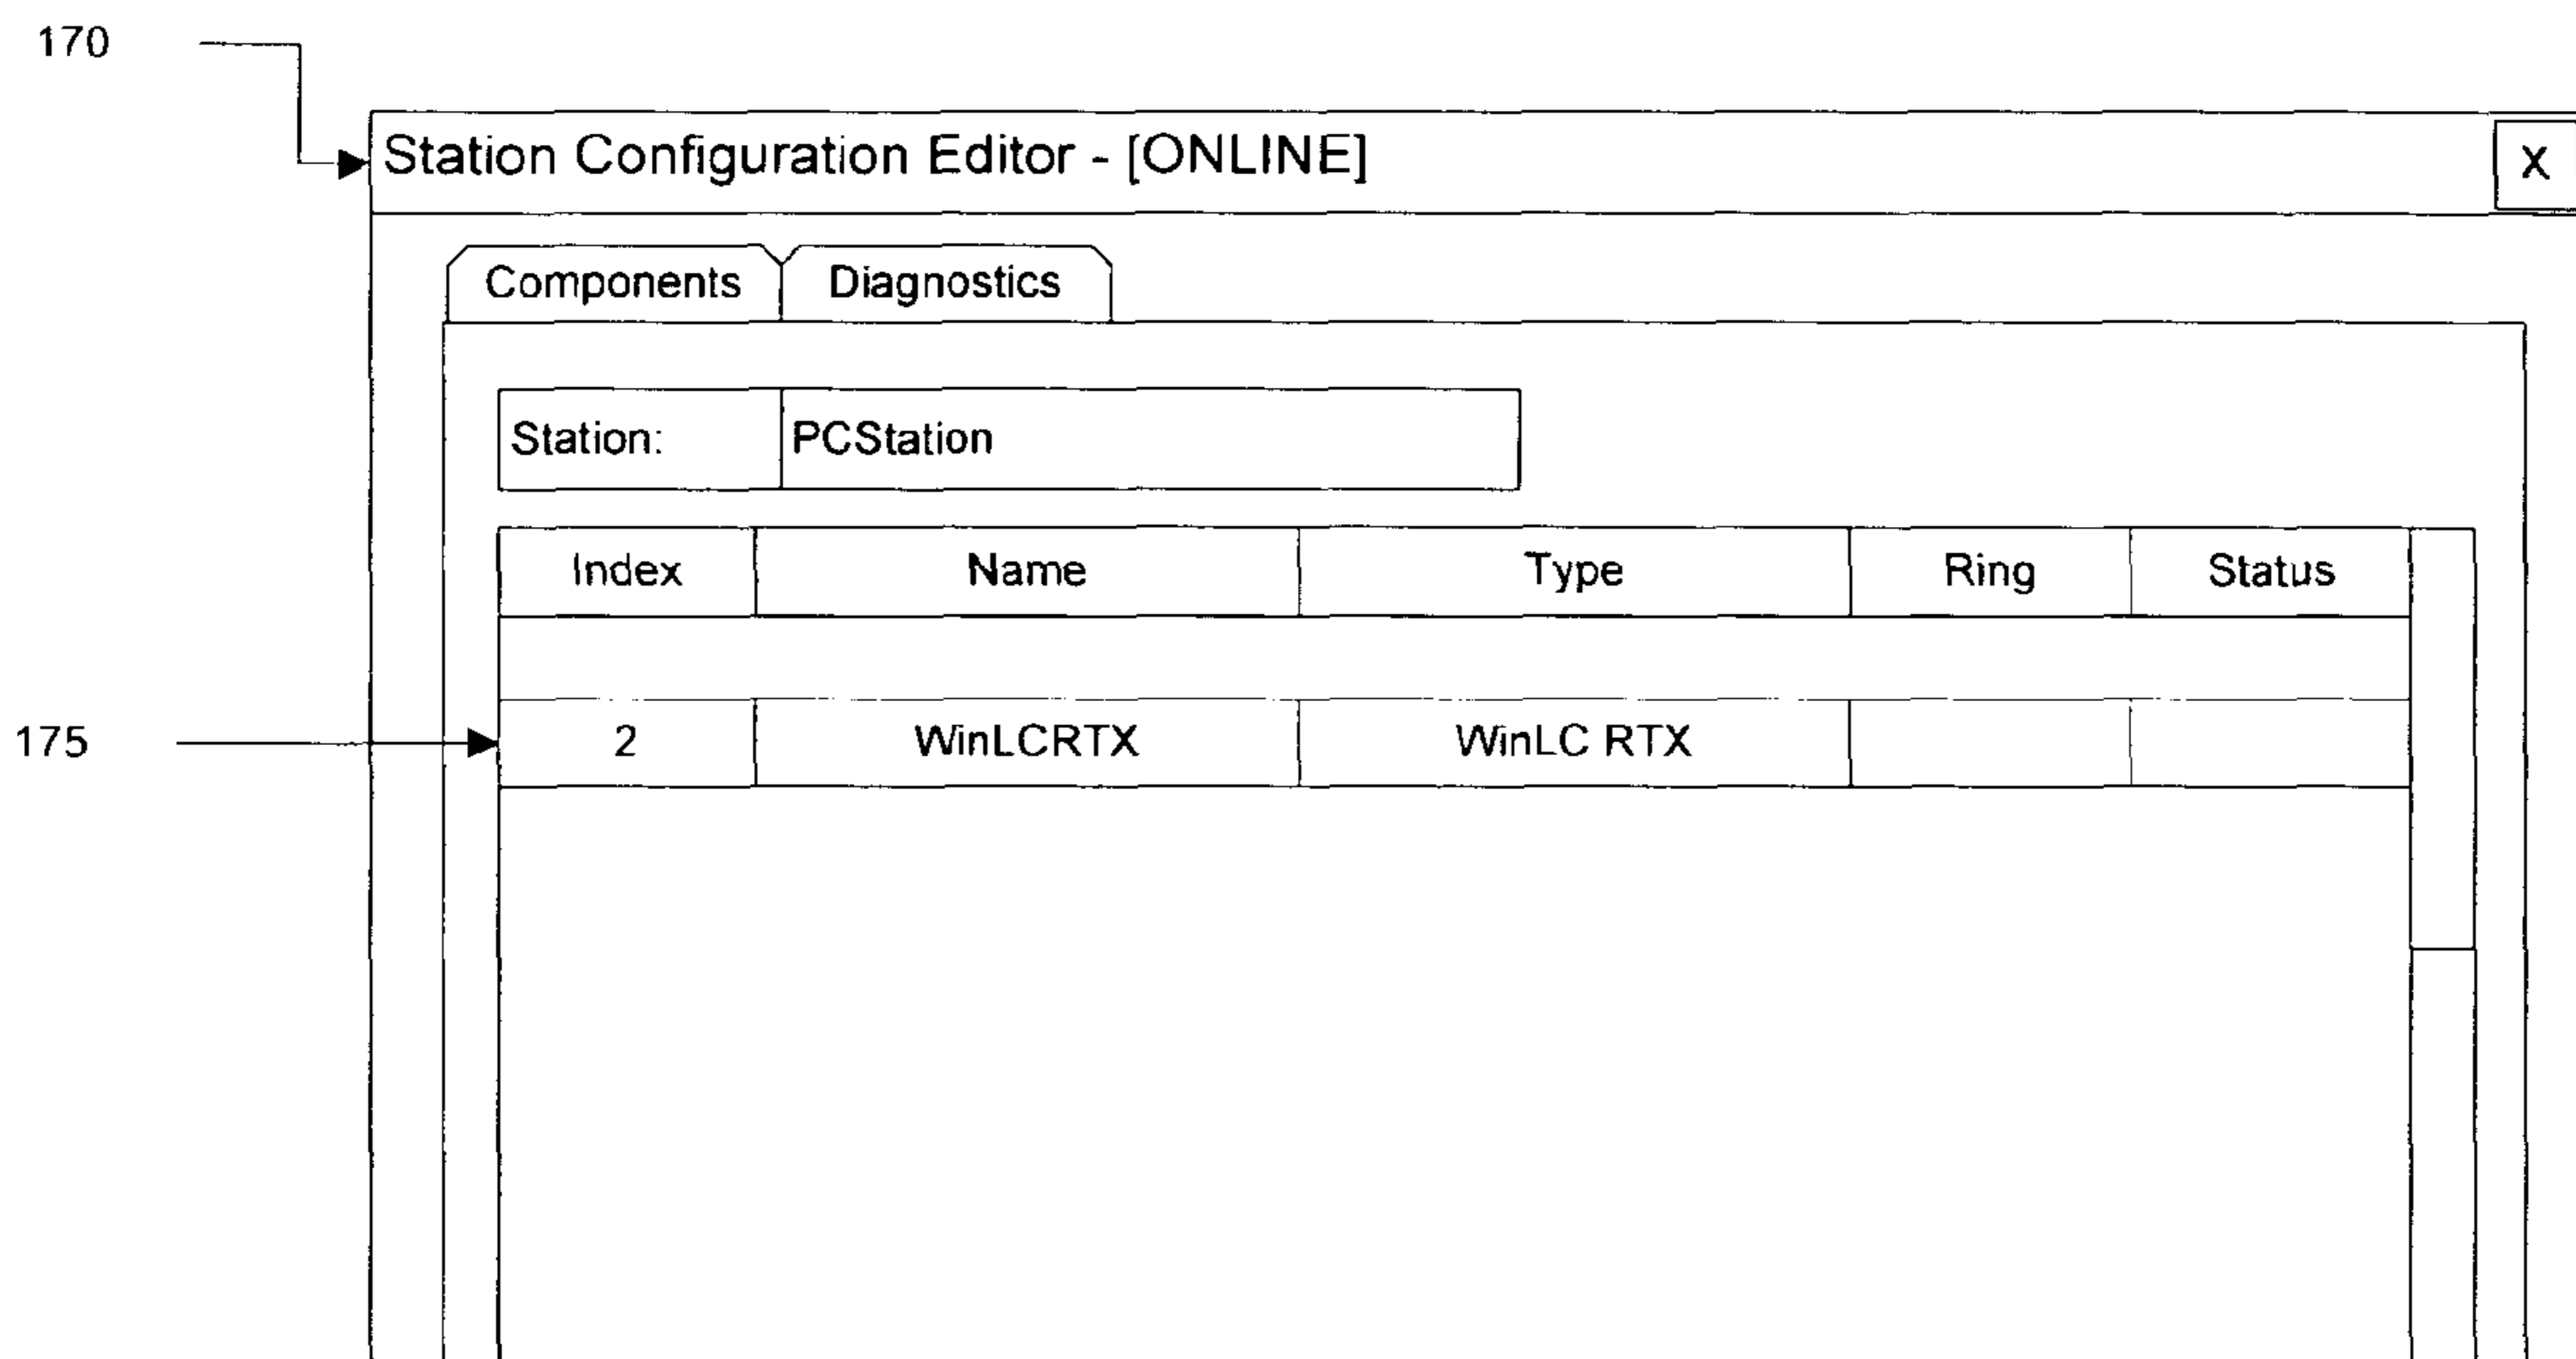 170
Station Configuration Editor - [ONLINE] X
Components Diagnostics
Station: PCStation
Index Name Type Ring Status
175 2 WinLCRTX WinLC RTX